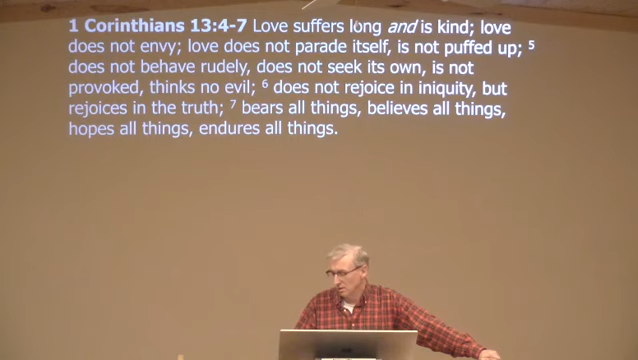 1 Corinthians 13:4-7 Love suffers long and is kind; love
does not envy; love does not parade itself, is not puffed up; 5
does not behave rudely, does not seek its own, is not
provoked, thinks no evil; 6 does not rejoice in iniquity, but
rejoices in the truth; 7 bears all things, believes all things,
hopes all things, endures all things.